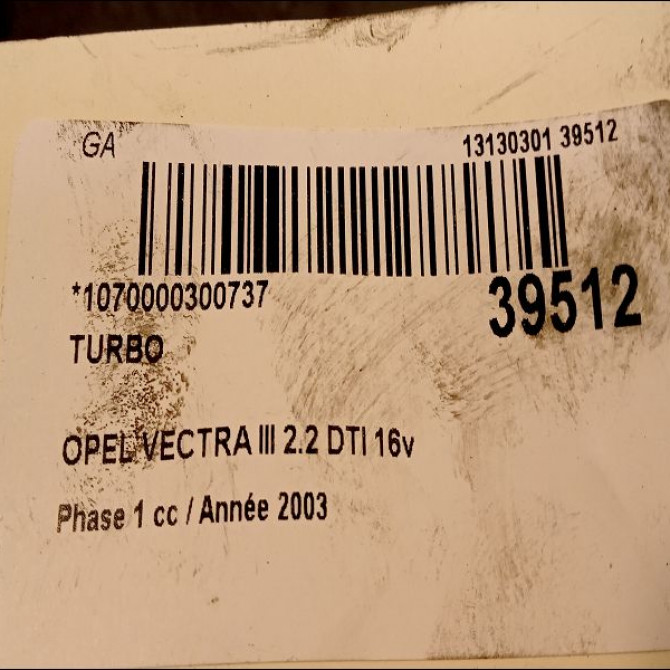 GA 13130301 39512
*1070000300737 39512
TURBO
OPEL VECTRA III 2.2 DTI 16v
Phase 1 cc / Année 2003